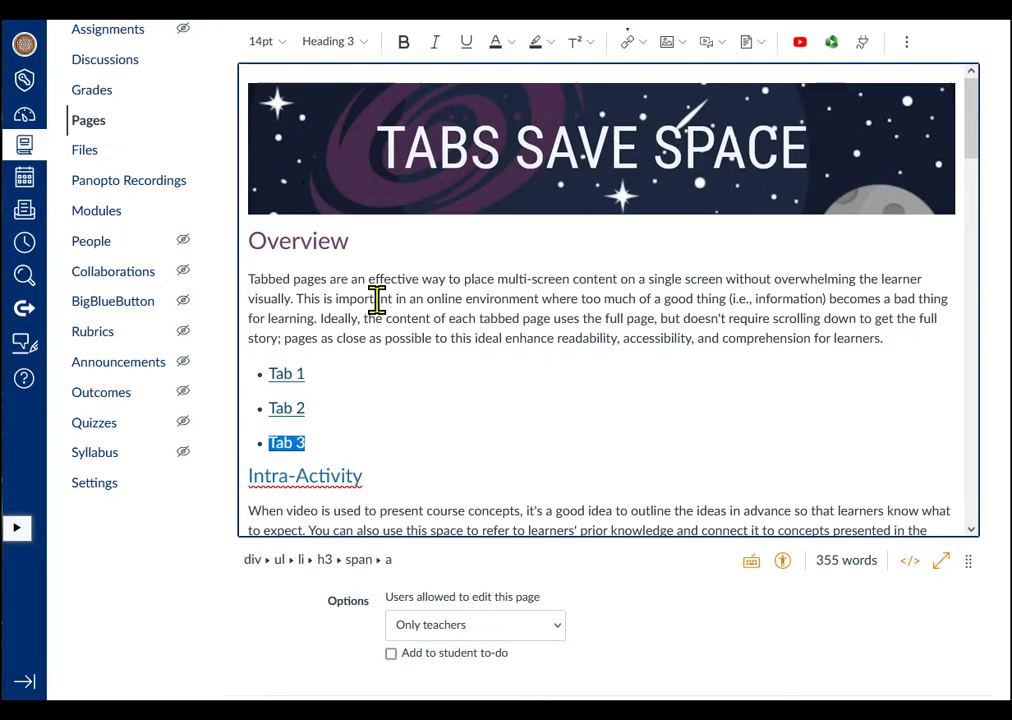 Assignments
Discussions
Grades
Pages
Files
Panopto Recordings
Modules
People
Collaborations
BigBlueButton
Rubrics
Announcements
Outcomes
Quizzes
Syllabus
Settings
14pt Heading 3 B I U A T²
TABS SAVE SPACE
Overview
Tabbed pages are an effective way to place multi-screen content on a single screen without overwhelming the learner
visually. This is important in an online environment where too much of a good thing (i.e., information) becomes a bad thing
for learning. Ideally, the content of each tabbed page uses the full page, but doesn't require scrolling down to get the full
story; pages as close as possible to this ideal enhance readability, accessibility, and comprehension for learners.
• Tab 1
• Tab 2
• Tab 3
Intra-Activity
When video is used to present course concepts, it's a good idea to outline the ideas in advance so that learners know what
to expect. You can also use this space to refer to learners' prior knowledge and connect it to concepts presented in the
div ▸ ul ▸ li ▸ h3 ▸ span ▸ a 355 words </>
Options Users allowed to edit this page
Only teachers
Add to student to-do